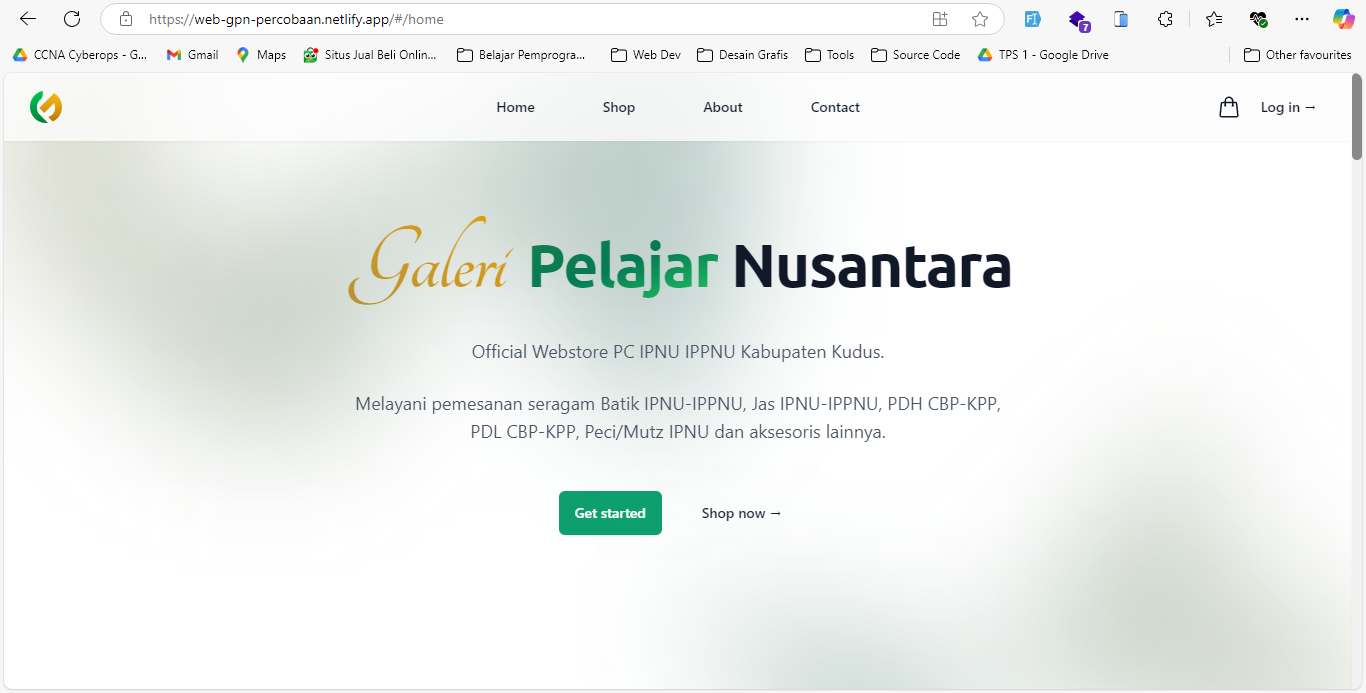 https://web-gpn-percobaan.netlify.app/#/home
7
CCNA Cyberops - G...
Gmail
Maps
Situs Jual Beli Onlin...
Belajar Pemprogra...
Web Dev
Desain Grafis
Tools
Source Code
TPS 1 - Google Drive
Other favourites
Home
Shop
About
Contact
Log in →
Galeri Pelajar Nusantara
Official Webstore PC IPNU IPPNU Kabupaten Kudus.
Melayani pemesanan seragam Batik IPNU-IPPNU, Jas IPNU-IPPNU, PDH CBP-KPP,
PDL CBP-KPP, Peci/Mutz IPNU dan aksesoris lainnya.
Get started
Shop now →